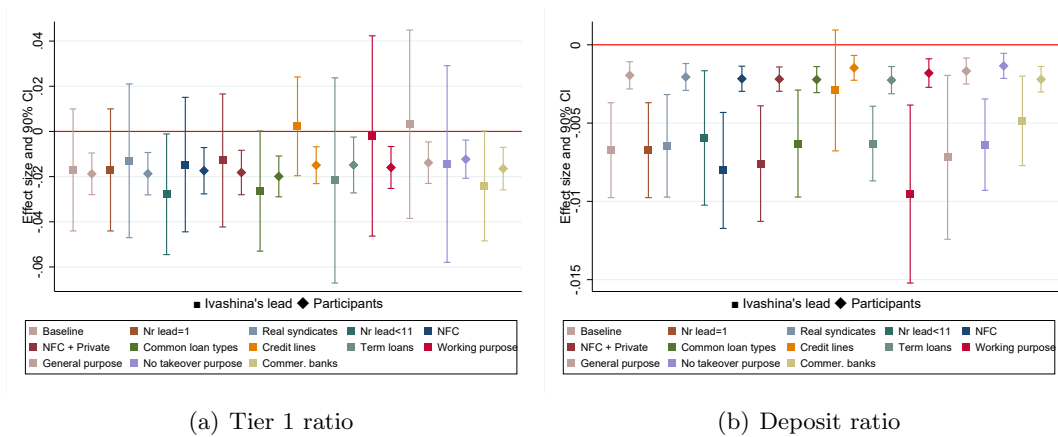 Effect size and 90% CI
.04
.02
0
-.02
-.04
-.06
■ Ivashina's lead ◆ Participants
Baseline Nr lead=1 Real syndicates Nr lead<11 NFC
NFC + Private Common loan types Credit lines Term loans Working purpose
General purpose No takeover purpose Commer. banks
(a) Tier 1 ratio
Effect size and 90% CI
0
-.005
-.01
-.015
■ Ivashina's lead ◆ Participants
Baseline Nr lead=1 Real syndicates Nr lead<11 NFC
NFC + Private Common loan types Credit lines Term loans Working purpose
General purpose No takeover purpose Commer. banks
(b) Deposit ratio